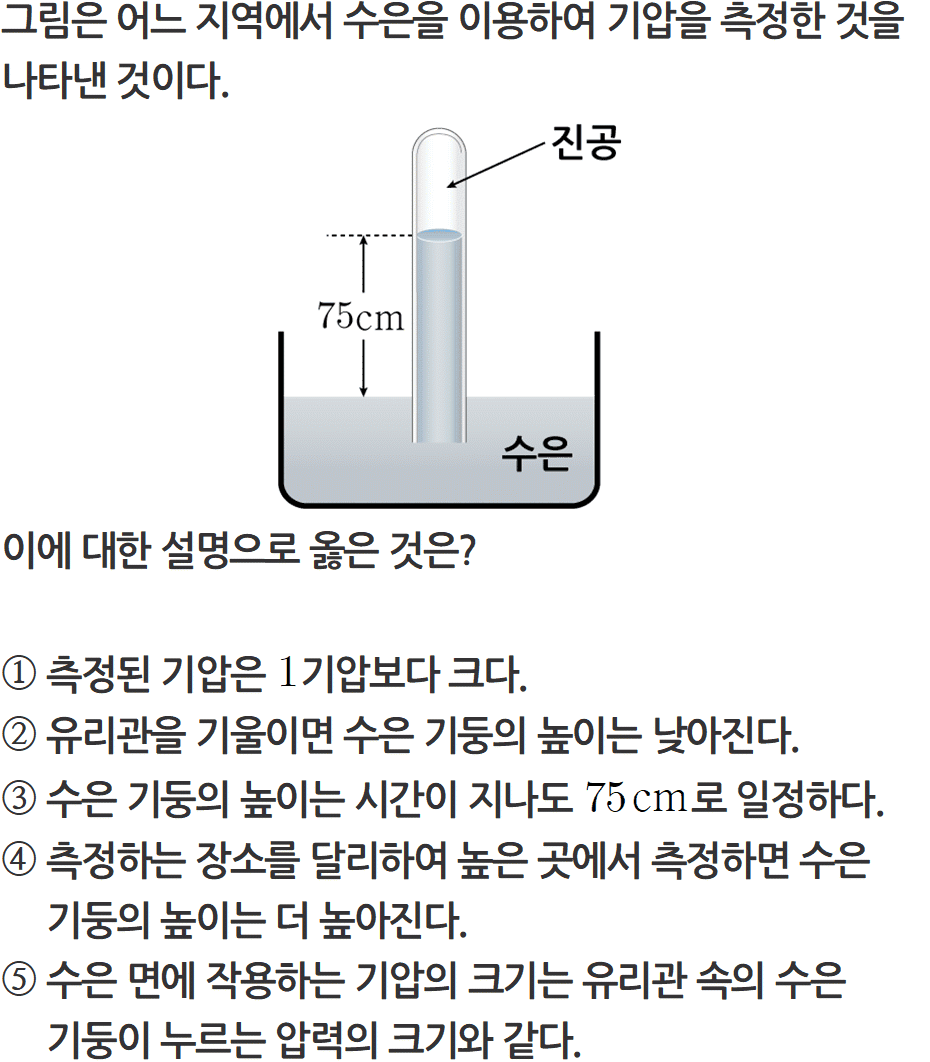 그림은 어느 지역에서 수은을 이용하여 기압을 측정한 것을
나타낸 것이다.
진공
75cm
수은
이에 대한 설명으로 옳은 것은?
① 측정된 기압은 1기압보다 크다.
② 유리관을 기울이면 수은 기둥의 높이는 낮아진다.
③ 수은 기둥의 높이는 시간이 지나도 75cm로 일정하다.
④ 측정하는 장소를 달리하여 높은 곳에서 측정하면 수은
기둥의 높이는 더 높아진다.
⑤ 수은 면에 작용하는 기압의 크기는 유리관 속의 수은
기둥이 누르는 압력의 크기와 같다.